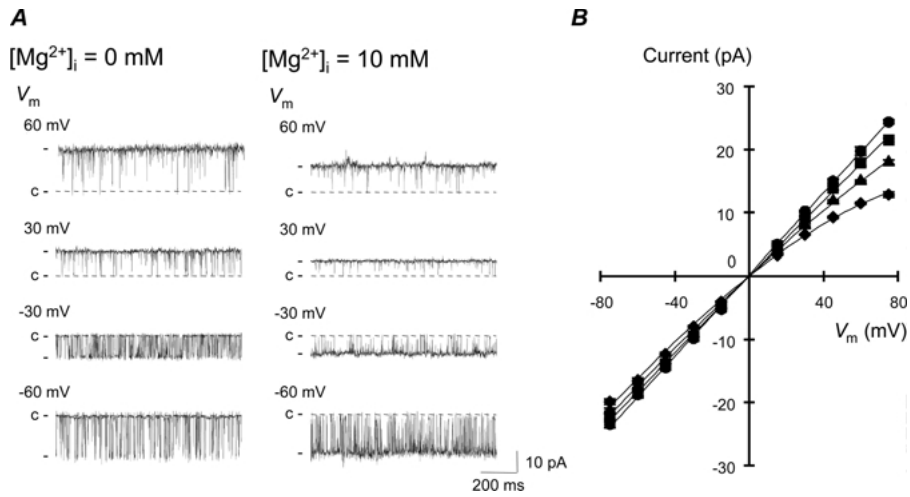 A
[Mg²⁺]ᵢ = 0 mM
[Mg²⁺]ᵢ = 10 mM
Vₘ
60 mV
60 mV
-
-
C
C
30 mV
30 mV
-
-
C
C
-30 mV
-30 mV
C
C
-
-
-60 mV
-60 mV
C
C
-
-
10 pA
200 ms
B
Current (pA)
30
20
10
0
-80
-40
40
80
-10
Vₘ (mV)
-20
-30